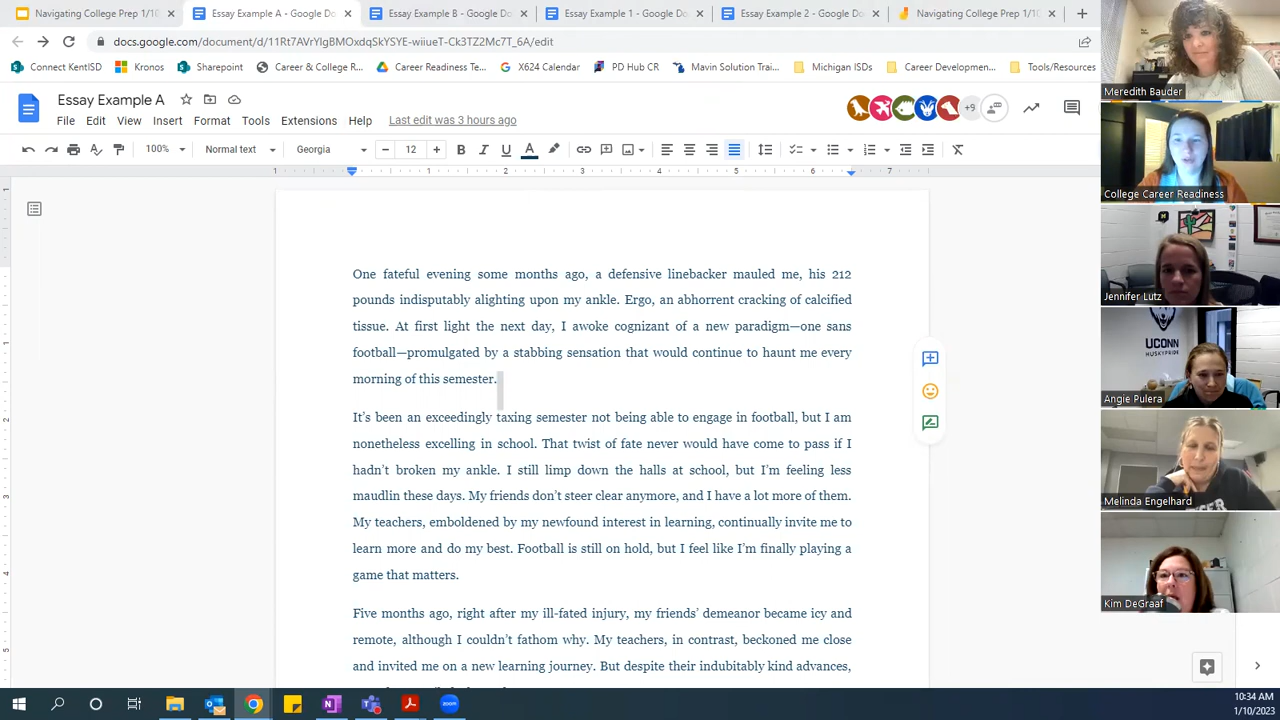 Navigating College Prep 1/10
Essay Example A - Google Do
Essay Example B - Google Do
Essay Example 1 - Google Do
Essay Example 2 - Google Do
Navigating College Prep 1/10
docs.google.com/document/d/11Rt7AVrYlgBMOxdqSkYSYE-wiiueT-Ck3TZ2Mc7T_6A/edit
Connect KentISD
Kronos
Sharepoint
Career & College R...
Career Readiness Te...
X624 Calendar
PD Hub CR
Mavin Solution Trai...
Michigan ISDs
Career Developmen...
Tools/Resources
Essay Example A
File Edit View Insert Format Tools Extensions Help Last edit was 3 hours ago
+9
100% Normal text Georgia 12
1 1 2 3 4 5 6 7
One fateful evening some months ago, a defensive linebacker mauled me, his 212
pounds indisputably alighting upon my ankle. Ergo, an abhorrent cracking of calcified
tissue. At first light the next day, I awoke cognizant of a new paradigm—one sans
football—promulgated by a stabbing sensation that would continue to haunt me every
morning of this semester.
It's been an exceedingly taxing semester not being able to engage in football, but I am
nonetheless excelling in school. That twist of fate never would have come to pass if I
hadn't broken my ankle. I still limp down the halls at school, but I'm feeling less
maudlin these days. My friends don't steer clear anymore, and I have a lot more of them.
My teachers, emboldened by my newfound interest in learning, continually invite me to
learn more and do my best. Football is still on hold, but I feel like I'm finally playing a
game that matters.
Five months ago, right after my ill-fated injury, my friends' demeanor became icy and
remote, although I couldn't fathom why. My teachers, in contrast, beckoned me close
and invited me on a new learning journey. But despite their indubitably kind advances,
Meredith Bauder
College Career Readiness
Jennifer Lutz
UCONN
HUSKYPRIDE
Angie Pulera
Melinda Engelhard
Kim DeGraaf
10:34 AM
1/10/2023